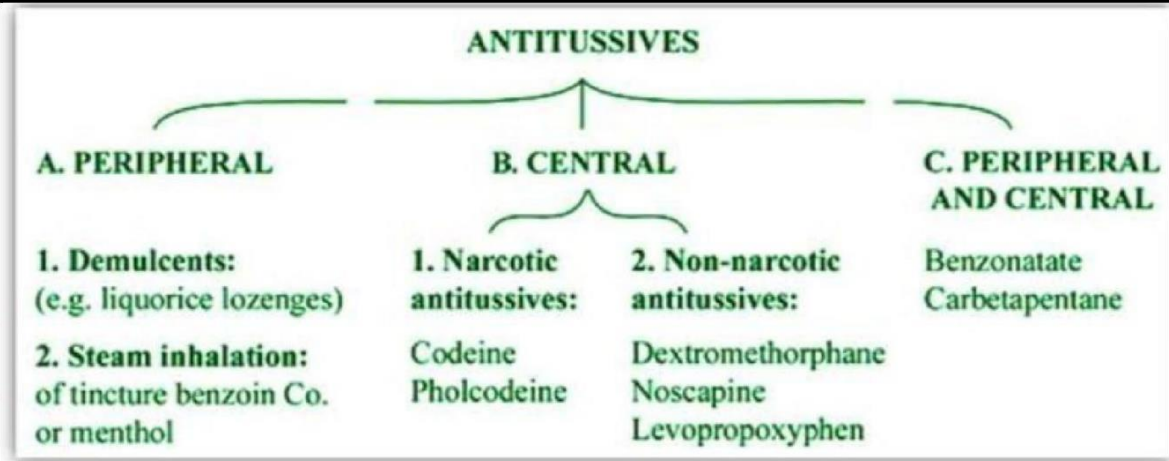 ANTITUSSIVES
A. PERIPHERAL
1. Demulcents:
(e.g. liquorice lozenges)
2. Steam inhalation:
of tincture benzoin Co.
or menthol
B. CENTRAL
1. Narcotic
antitussives:
Codeine
Pholcodeine
2. Non-narcotic
antitussives:
Dextromethorphane
Noscapine
Levopropoxyphen
C. PERIPHERAL
AND CENTRAL
Benzonatate
Carbetapentane